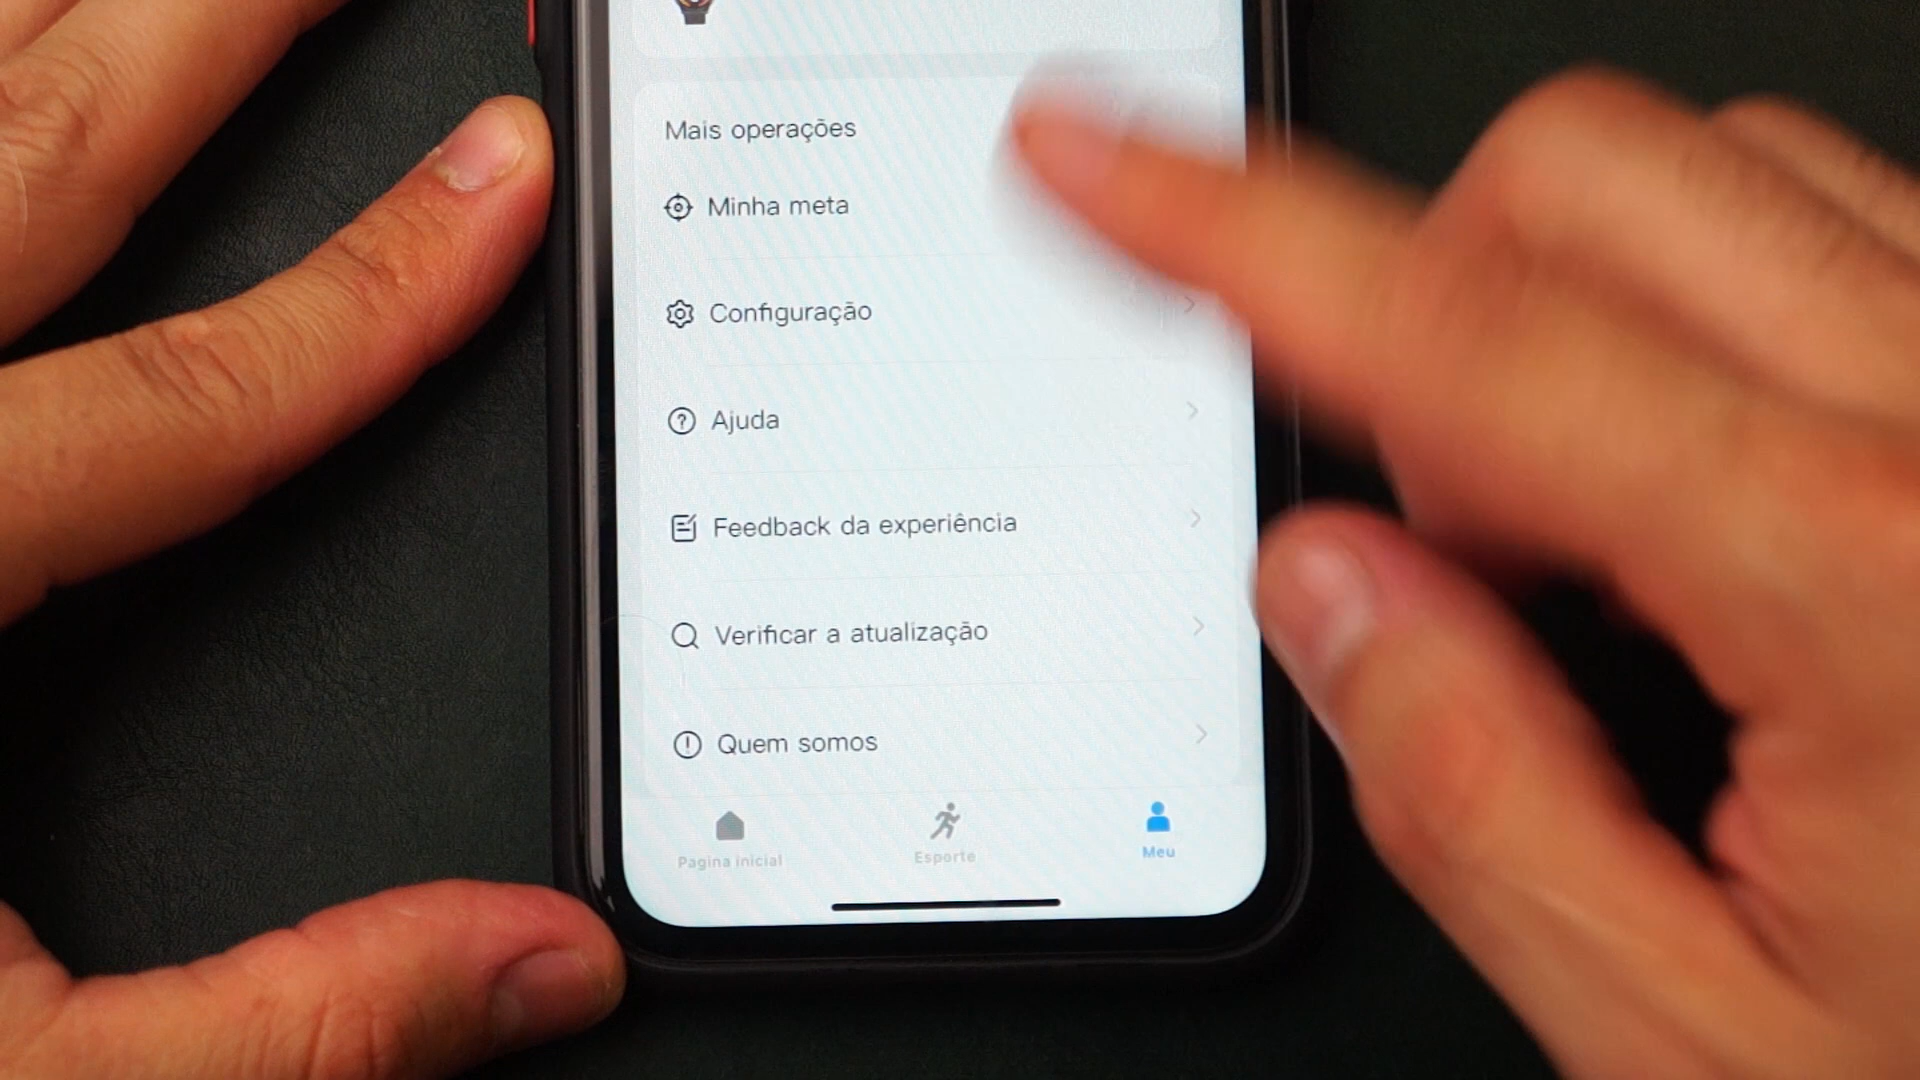 Mais operações
Minha meta
Configuração
Ajuda
Feedback da experiência
Verificar a atualização
Quem somos
Pagina inicial
Esporte
Meu